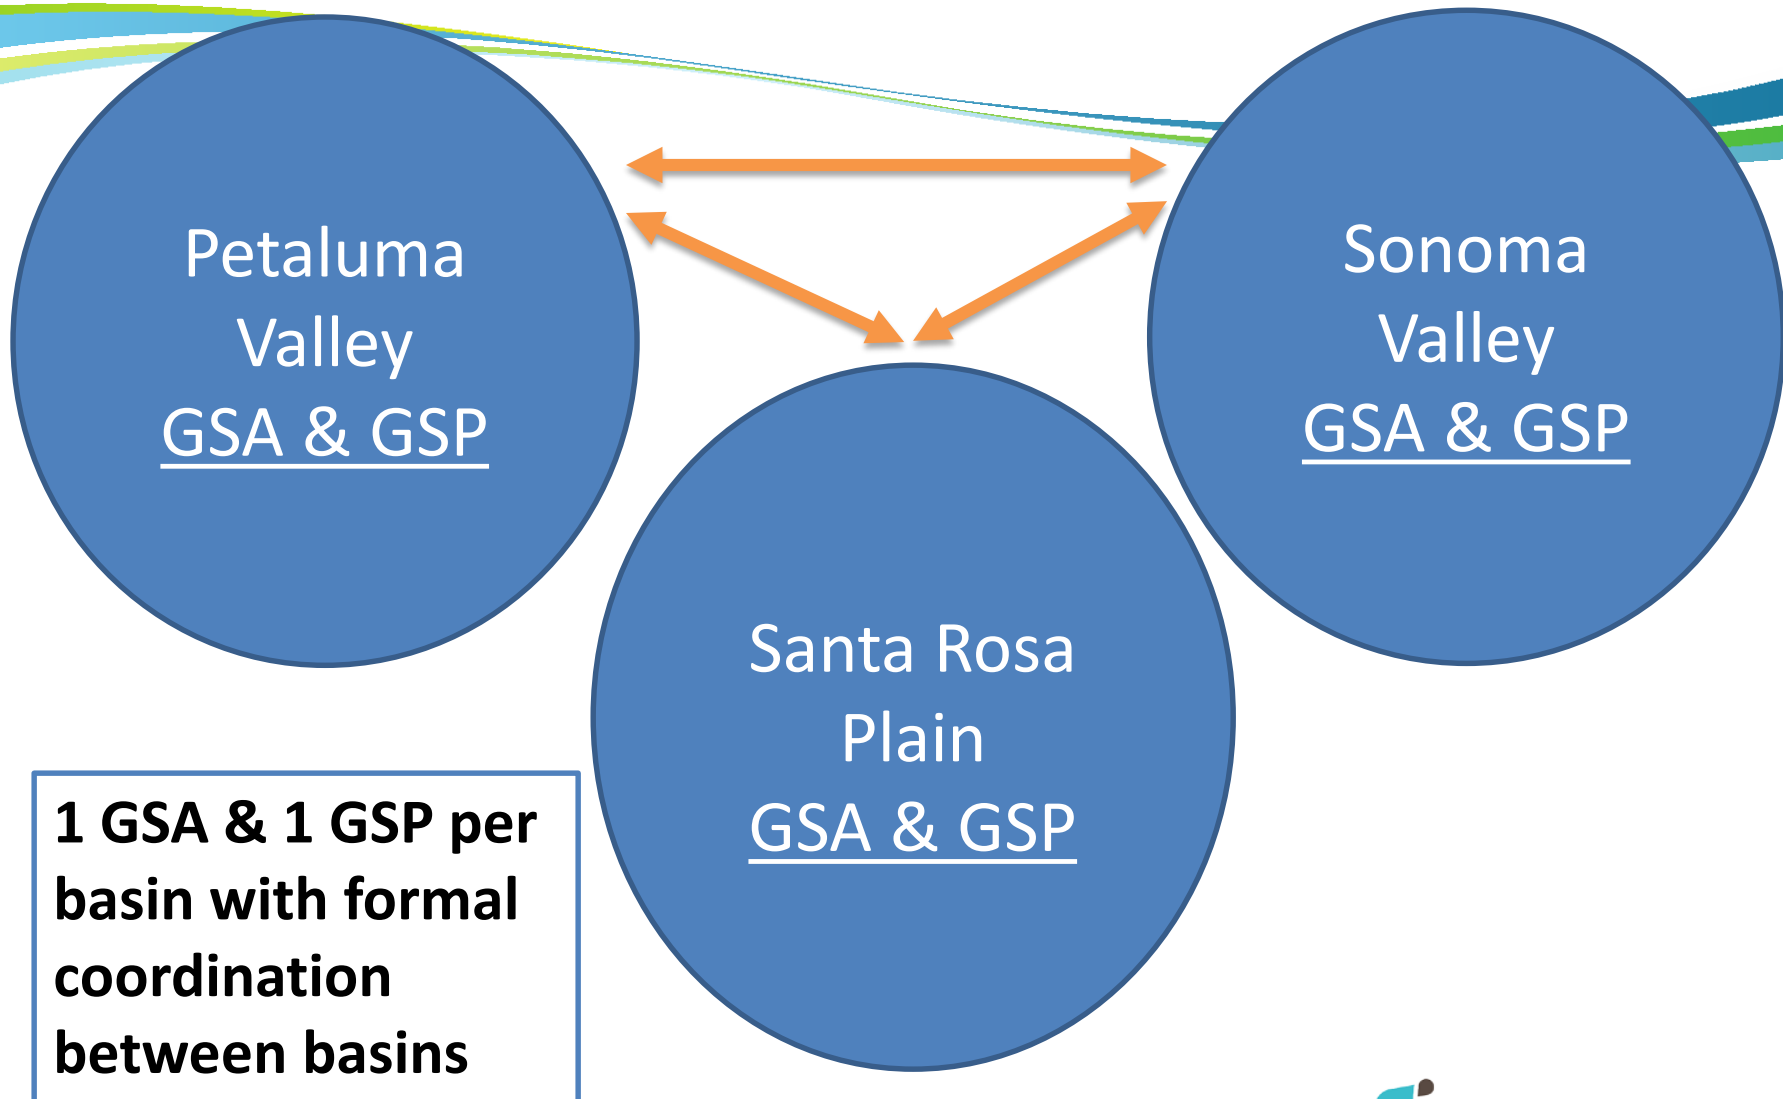 Petaluma
Valley
GSA & GSP
Sonoma
Valley
GSA & GSP
Santa Rosa
Plain
GSA & GSP
1 GSA & 1 GSP per
basin with formal
coordination
between basins